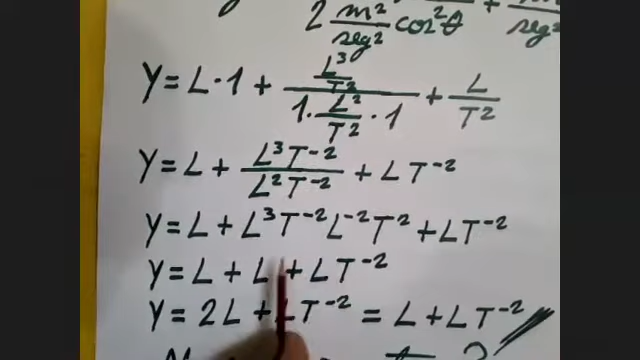 2 m²/seg² cos²θ +
y = L·1 + (L³/T²)/(1·L²/T²·1) + L/T²
y = L + L³T⁻²/L²T⁻² + LT⁻²
y = L + L³T⁻²L⁻²T² + LT⁻²
y = L + L + LT⁻²
y = 2L + LT⁻² = L + LT⁻²